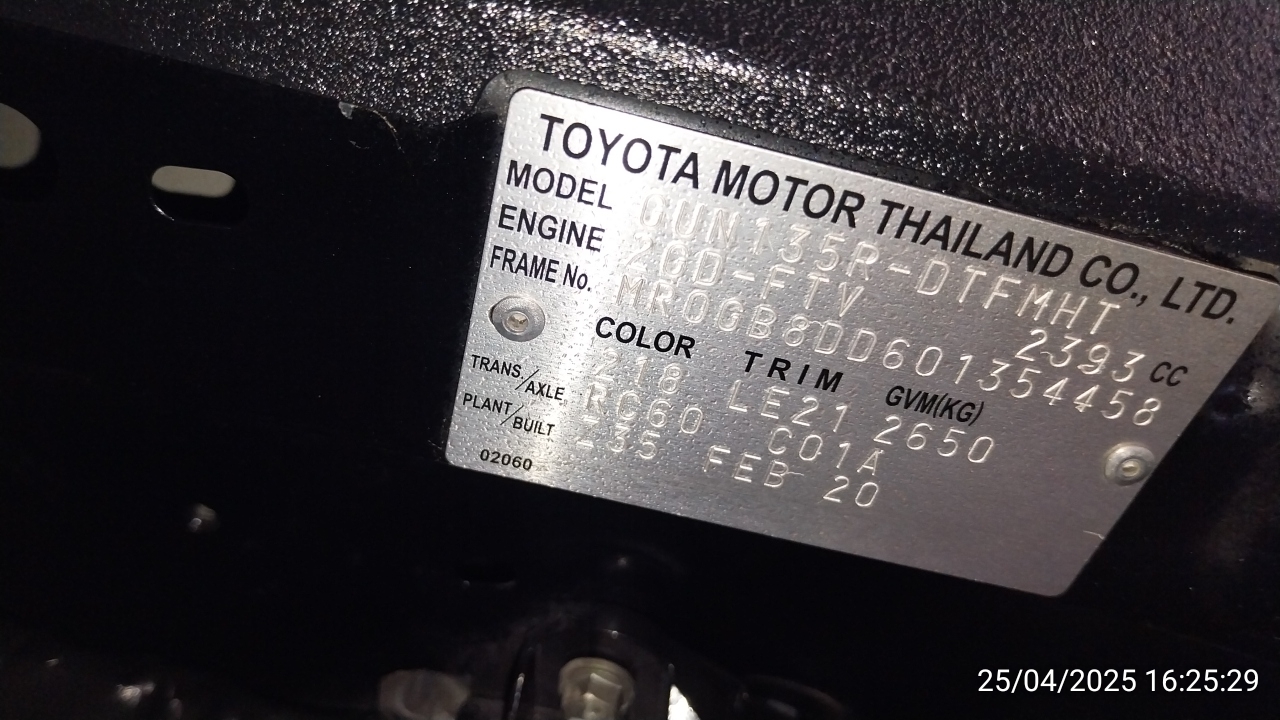 TOYOTA MOTOR THAILAND CO., LTD.
MODEL GUN135R-DTFMHT
ENGINE 2GD-FTV 2393 CC
FRAME No. MR0GB8DD601354458
COLOR TRIM GVM(KG)
218 LE21 2650
TRANS./AXLE RC60 C01A
PLANT/BUILT -35 FEB 20
02060
25/04/2025 16:25:29